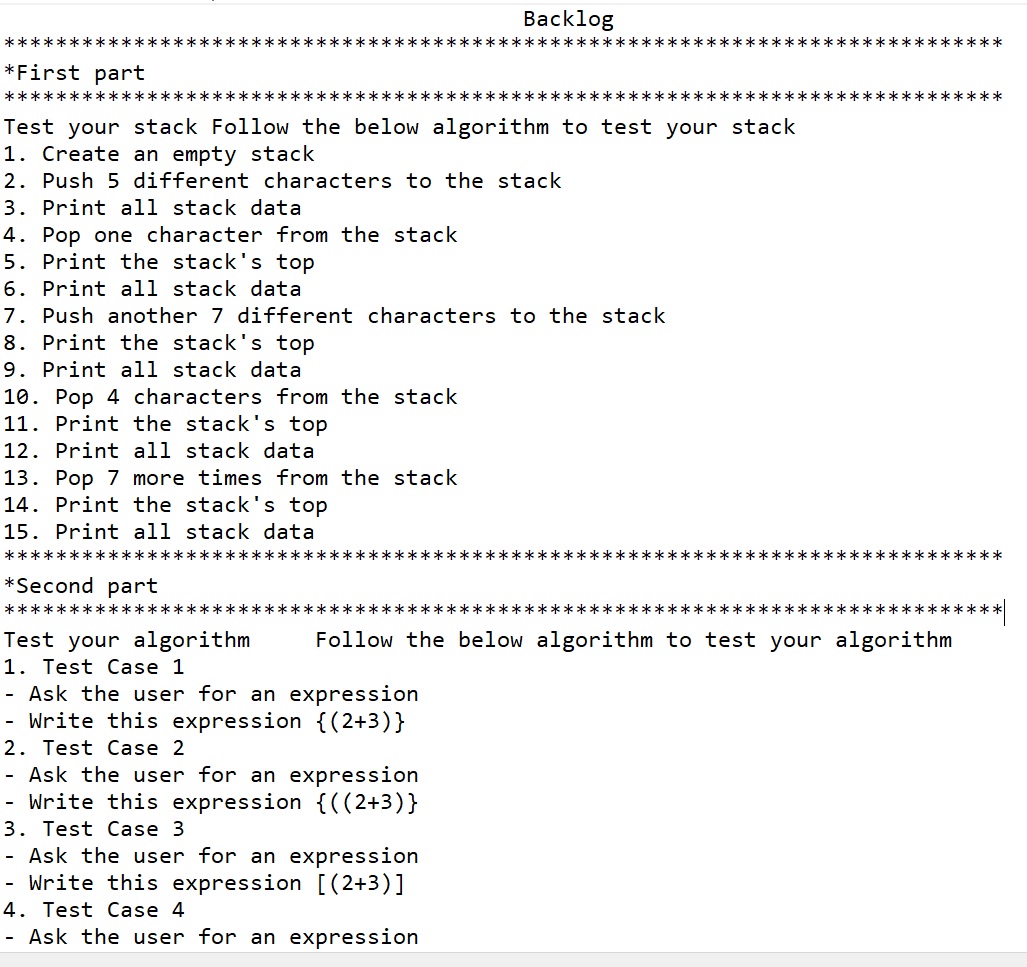 Backlog
*****************************************************************************
*First part
*****************************************************************************
Test your stack Follow the below algorithm to test your stack
1. Create an empty stack
2. Push 5 different characters to the stack
3. Print all stack data
4. Pop one character from the stack
5. Print the stack's top
6. Print all stack data
7. Push another 7 different characters to the stack
8. Print the stack's top
9. Print all stack data
10. Pop 4 characters from the stack
11. Print the stack's top
12. Print all stack data
13. Pop 7 more times from the stack
14. Print the stack's top
15. Print all stack data
*****************************************************************************
*Second part
*****************************************************************************
Test your algorithm     Follow the below algorithm to test your algorithm
1. Test Case 1
- Ask the user for an expression
- Write this expression {(2+3)}
2. Test Case 2
- Ask the user for an expression
- Write this expression {((2+3)}
3. Test Case 3
- Ask the user for an expression
- Write this expression [(2+3)]
4. Test Case 4
- Ask the user for an expression